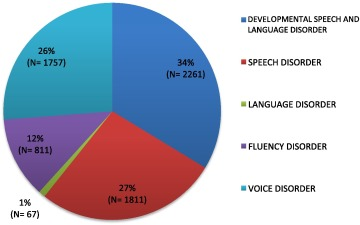 26%
(N= 1757)
34%
(N= 2261)
12%
(N= 811)
1%
(N= 67)
27%
(N= 1811)
DEVELOPMENTAL SPEECH AND
LANGUAGE DISORDER
SPEECH DISORDER
LANGUAGE DISORDER
FLUENCY DISORDER
VOICE DISORDER